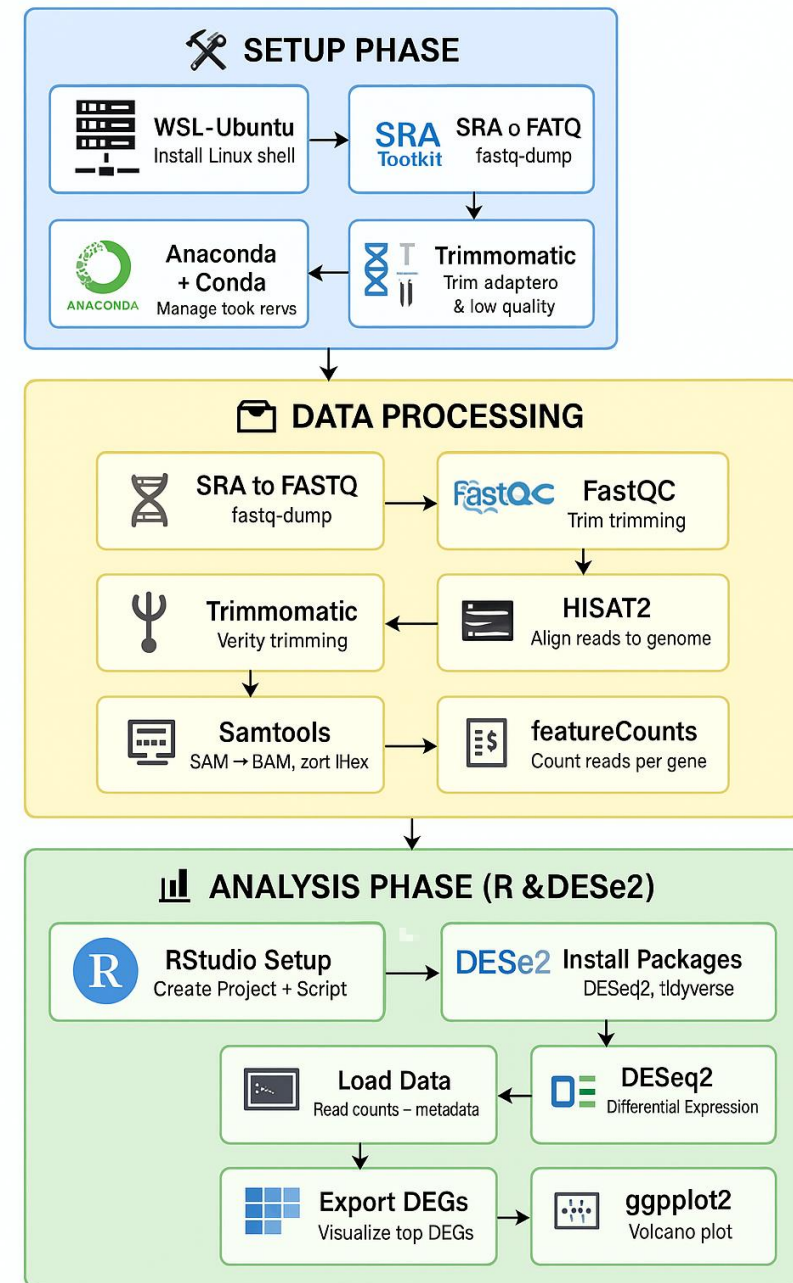 SETUP PHASE
WSL-Ubuntu
Install Linux shell
SRA
Tootkit
SRA o FATQ
fastq-dump
ANACONDA
Anaconda
+ Conda
Manage took rervs
T
Trimmomatic
Trim adaptero
& low quality
DATA PROCESSING
SRA to FASTQ
fastq-dump
FastQC
FastQC
Trim trimming
Trimmomatic
Verity trimming
HISAT2
Align reads to genome
Samtools
SAM → BAM, zort IHex
$
featureCounts
Count reads per gene
ANALYSIS PHASE (R &DESe2)
R
RStudio Setup
Create Project + Script
DESe2
Install Packages
DESed2, tldyverse
Load Data
Read counts – metadata
DESeq2
Differential Expression
Export DEGs
Visualize top DEGs
ggpplot2
Volcano plot